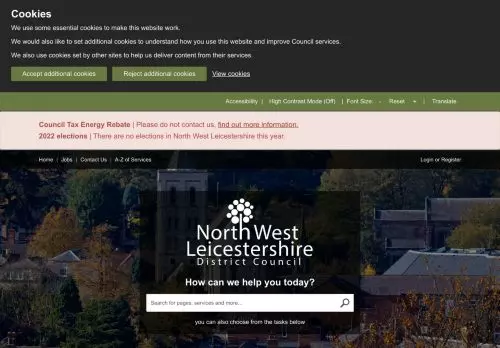 Cookies
We use some essential cookies to make this website work.
We would also like to set additional cookies to understand how you use this website and improve Council services.
We also use cookies set by other sites to help us deliver content from their services.
Accept additional cookies Reject additional cookies View cookies
Accessibility | High Contrast Mode (Off) | Font Size: - Reset + | Translate
Council Tax Energy Rebate | Please do not contact us, find out more information.
2022 elections | There are no elections in North West Leicestershire this year.
Home | Jobs | Contact Us | A-Z of Services Login or Register
North West
Leicestershire
District Council
How can we help you today?
Search for pages, services and more...
you can also choose from the tasks below